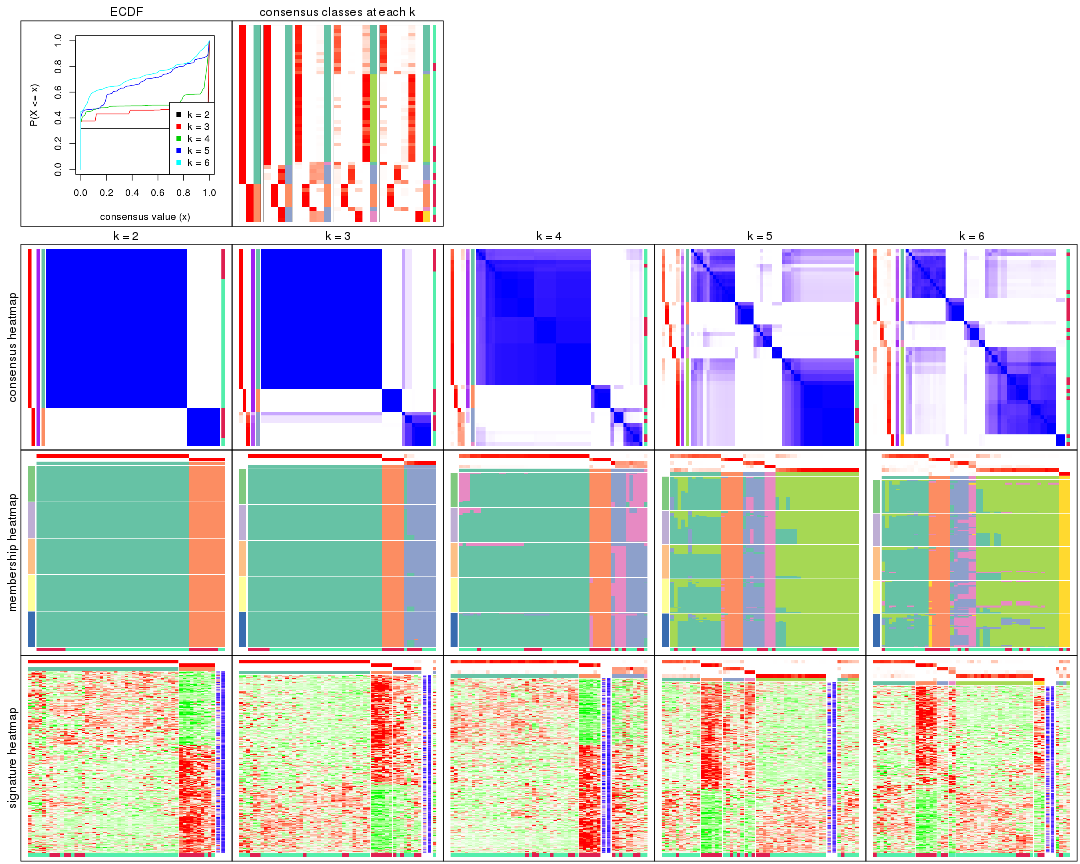 ECDF
consensus classes at each k
P(X <= x)
1.0
0.8
0.6
0.4
0.2
0.0
k = 2
k = 3
k = 4
k = 5
k = 6
0.0 0.2 0.4 0.6 0.8 1.0
consensus value (x)
k = 2
k = 3
k = 4
k = 5
k = 6
consensus heatmap
membership heatmap
signature heatmap